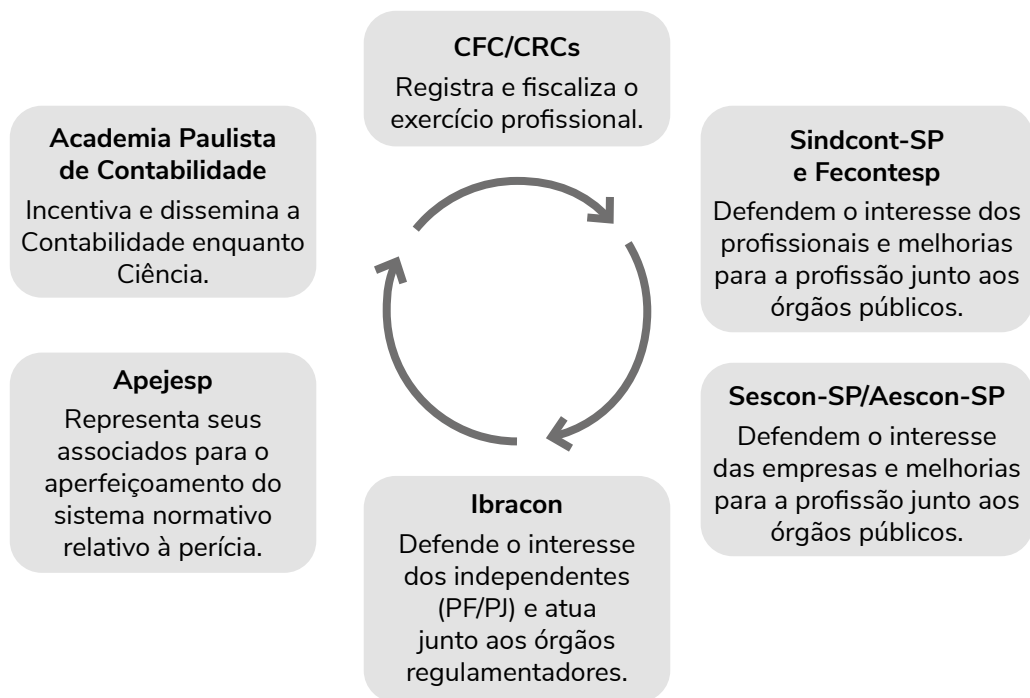 CFC/CRCs
Registra e fiscaliza o
exercício profissional.
Sindcont-SP
e Fecontesp
Defendem o interesse dos
profissionais e melhorias
para a profissão junto aos
órgãos públicos.
Sescon-SP/Aescon-SP
Defendem o interesse
das empresas e melhorias
para a profissão junto aos
órgãos públicos.
Ibracon
Defende o interesse
dos independentes
(PF/PJ) e atua
junto aos órgãos
regulamentadores.
Apejesp
Representa seus
associados para o
aperfeiçoamento do
sistema normativo
relativo à perícia.
Academia Paulista
de Contabilidade
Incentiva e dissemina a
Contabilidade enquanto
Ciência.